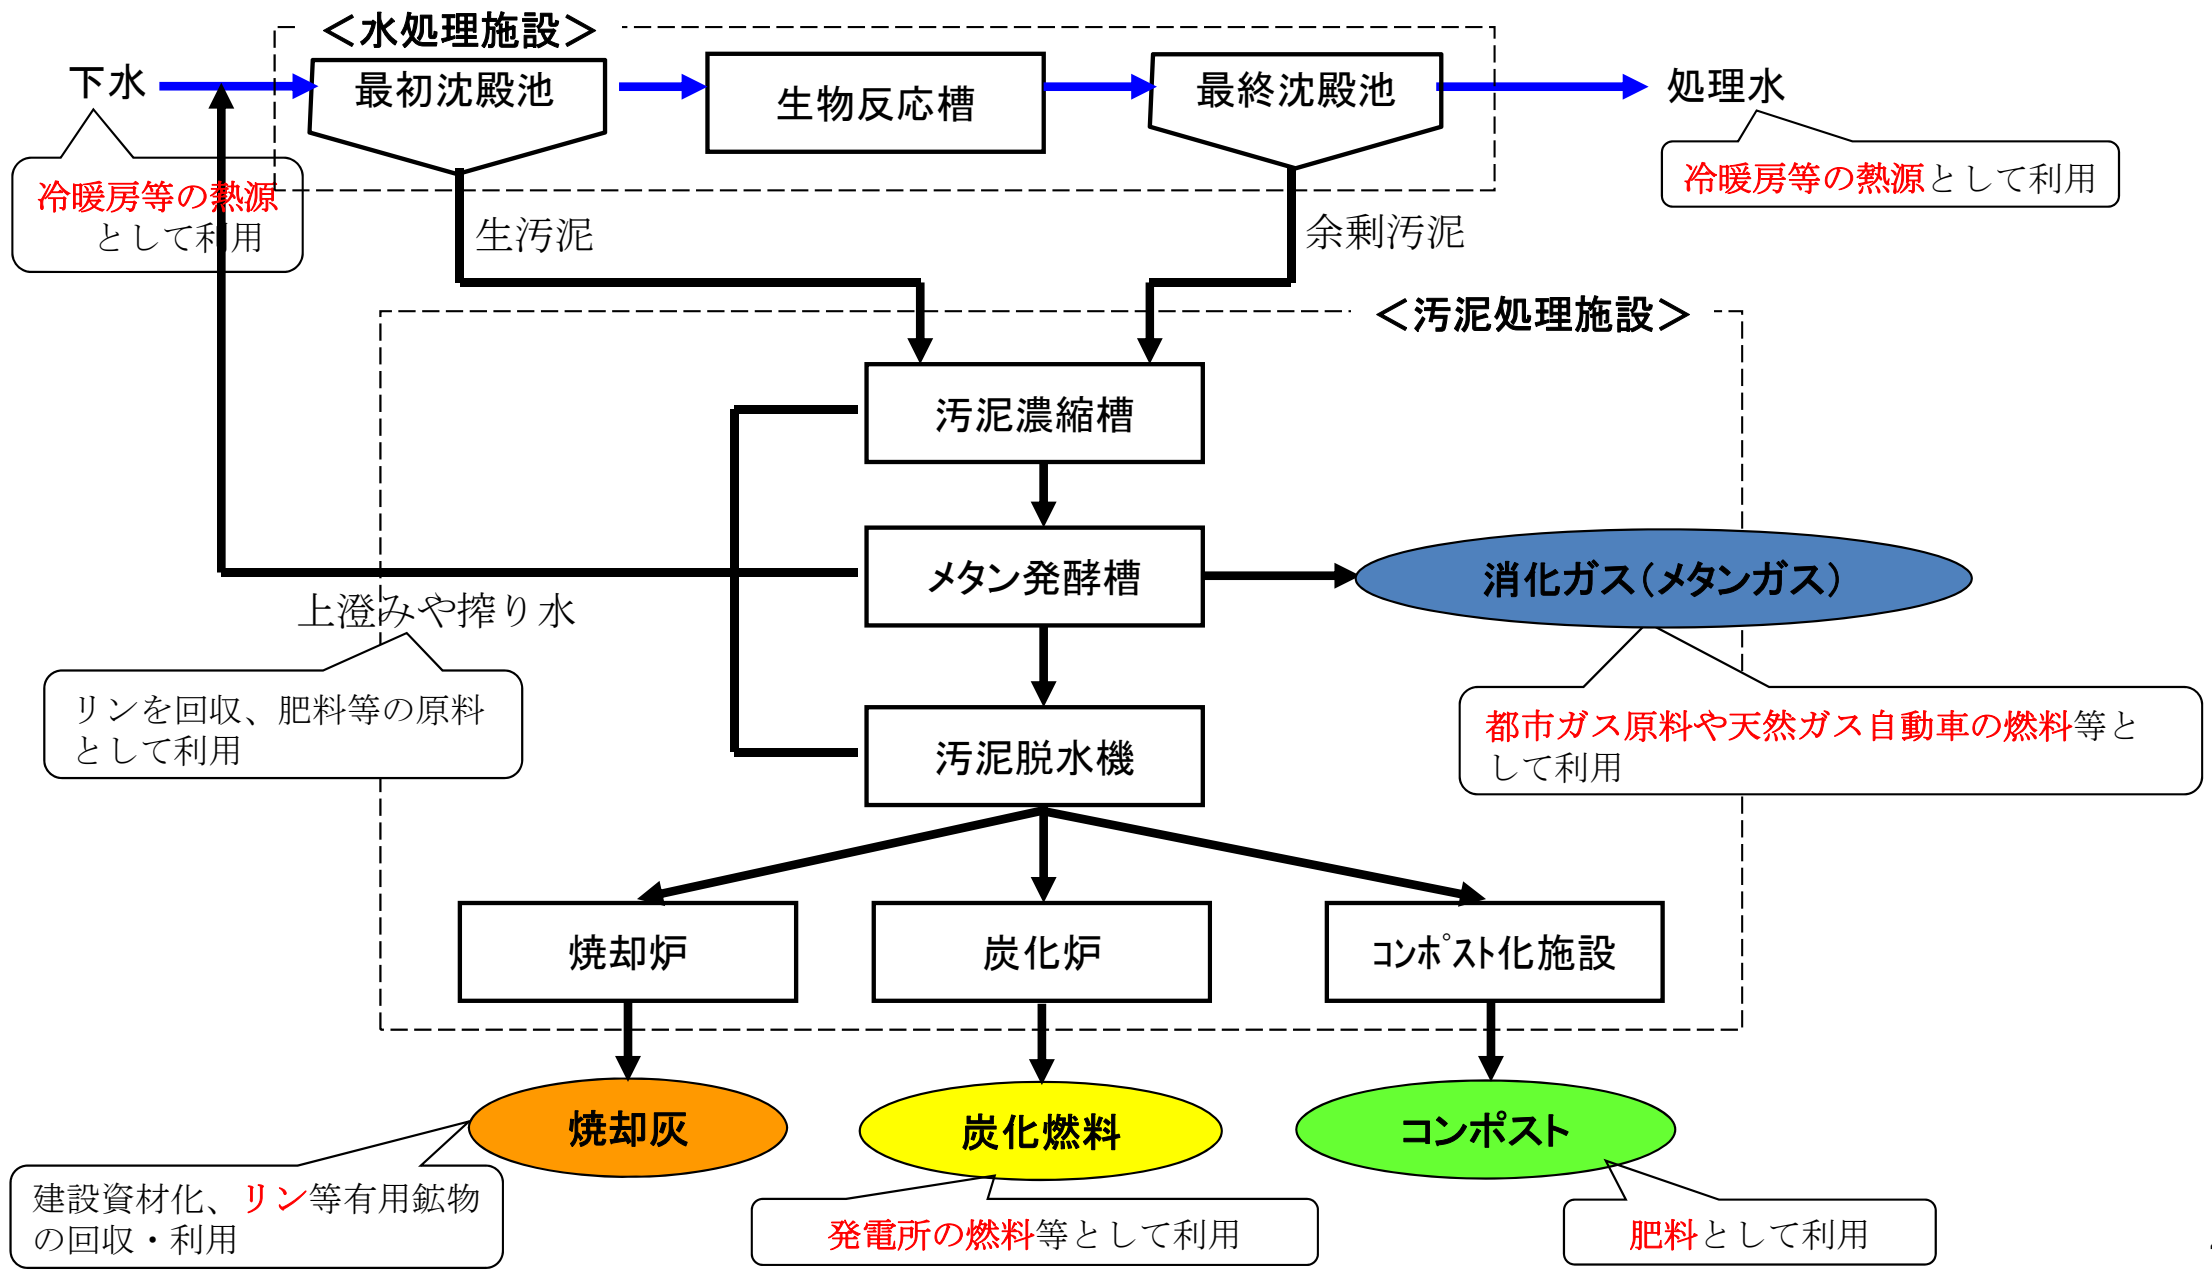 ＜水処理施設＞
下水
最初沈殿池
生物反応槽
最終沈殿池
処理水
冷暖房等の熱源
として利用
冷暖房等の熱源として利用
生汚泥
余剰汚泥
＜汚泥処理施設＞
汚泥濃縮槽
メタン発酵槽
消化ガス（メタンガス）
上澄みや搾り水
リンを回収、肥料等の原料
として利用
都市ガス原料や天然ガス自動車の燃料等と
して利用
汚泥脱水機
焼却炉
炭化炉
ｺﾝﾎﾟｽﾄ化施設
焼却灰
炭化燃料
コンポスト
建設資材化、リン等有用鉱物
の回収・利用
発電所の燃料等として利用
肥料として利用